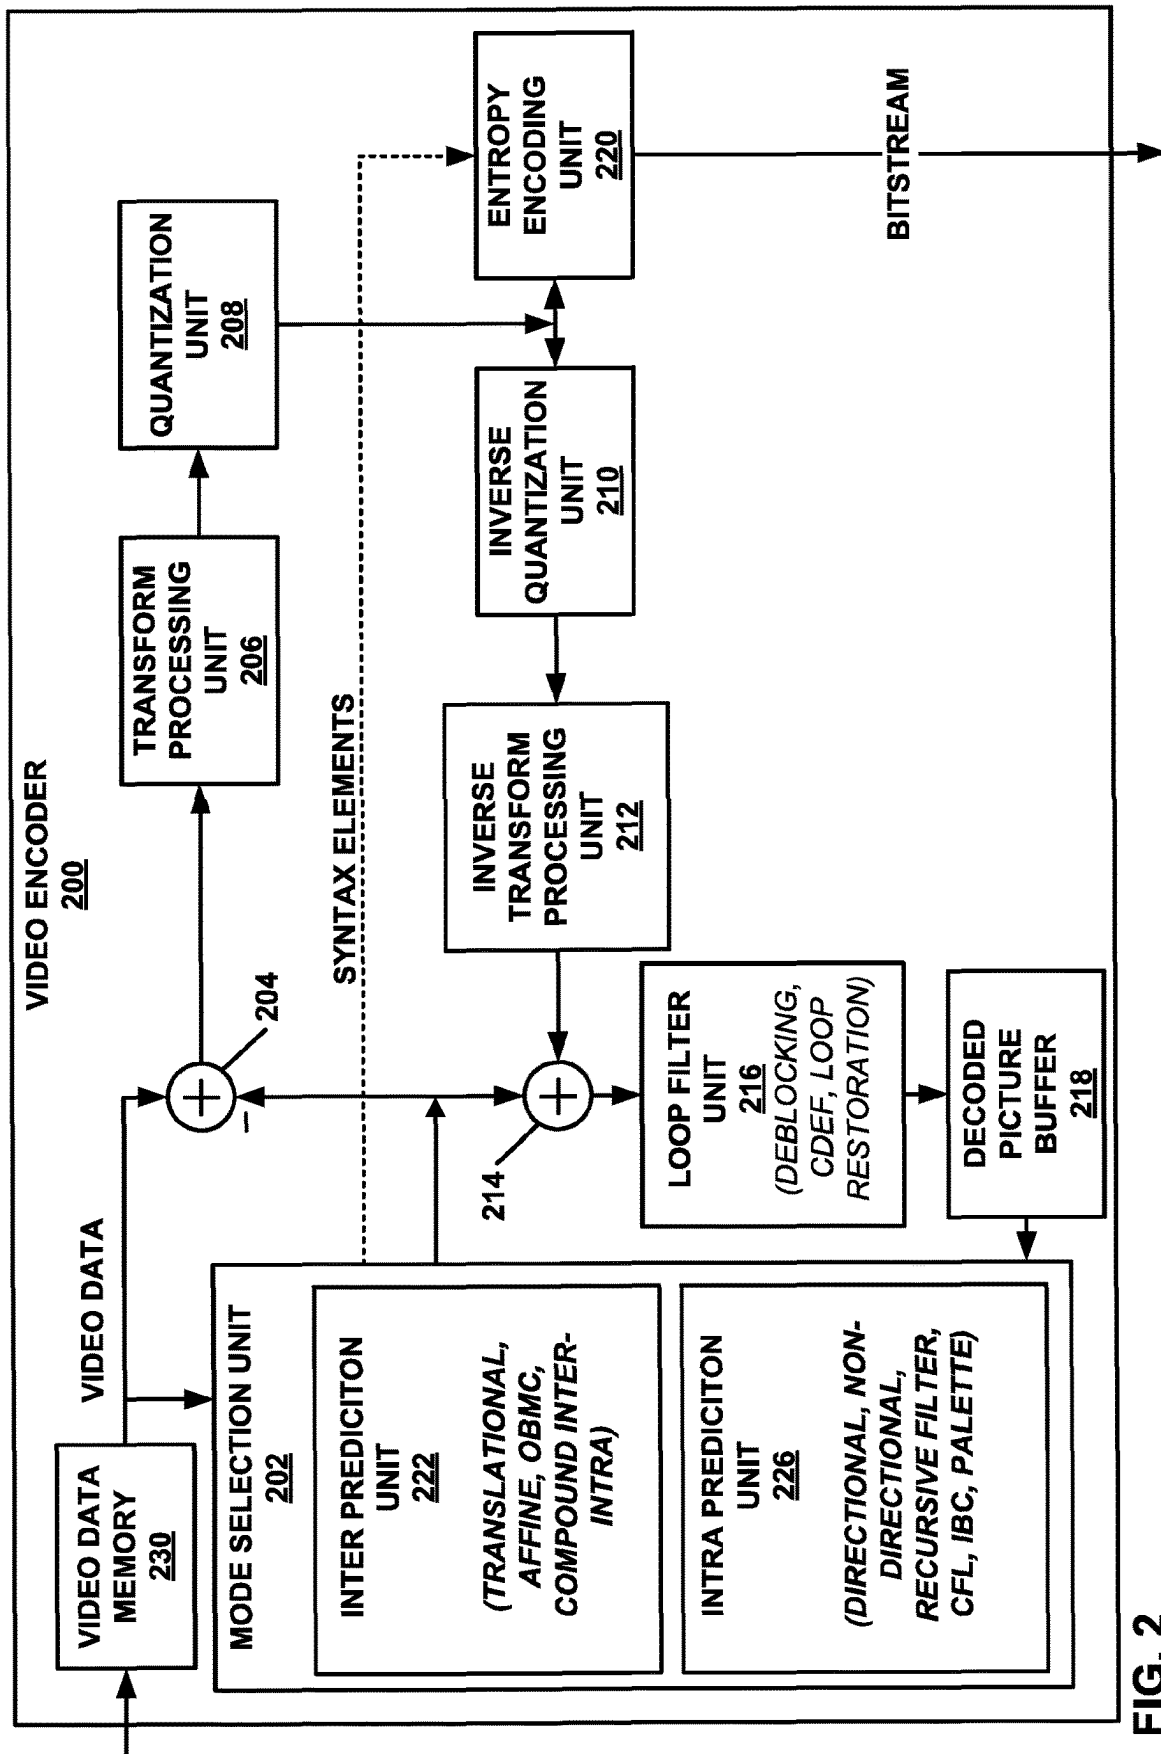 VIDEO ENCODER
200
VIDEO DATA
MEMORY
230
VIDEO DATA
204
TRANSFORM
PROCESSING
UNIT
206
QUANTIZATION
UNIT
208
SYNTAX ELEMENTS
MODE SELECTION UNIT
202
INTER PREDICITON
UNIT
222
(TRANSLATIONAL,
AFFINE, OBMC,
COMPOUND INTER-
INTRA)
INTRA PREDICITON
UNIT
226
(DIRECTIONAL, NON-
DIRECTIONAL,
RECURSIVE FILTER,
CFL, IBC, PALETTE)
214
INVERSE
TRANSFORM
PROCESSING
UNIT
212
INVERSE
QUANTIZATION
UNIT
210
ENTROPY
ENCODING
UNIT
220
LOOP FILTER
UNIT
216
(DEBLOCKING,
CDEF, LOOP
RESTORATION)
DECODED
PICTURE
BUFFER
218
BITSTREAM
FIG. 2